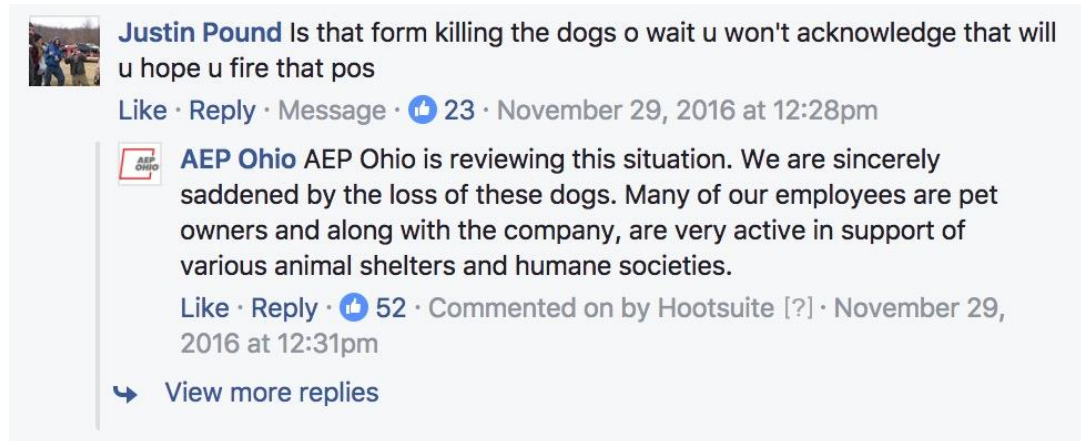 Justin Pound Is that form killing the dogs o wait u won't acknowledge that will
u hope u fire that pos
Like · Reply · Message · 23 · November 29, 2016 at 12:28pm
AEP OHIO
AEP Ohio AEP Ohio is reviewing this situation. We are sincerely
saddened by the loss of these dogs. Many of our employees are pet
owners and along with the company, are very active in support of
various animal shelters and humane societies.
Like · Reply · 52 · Commented on by Hootsuite [?] · November 29,
2016 at 12:31pm
View more replies